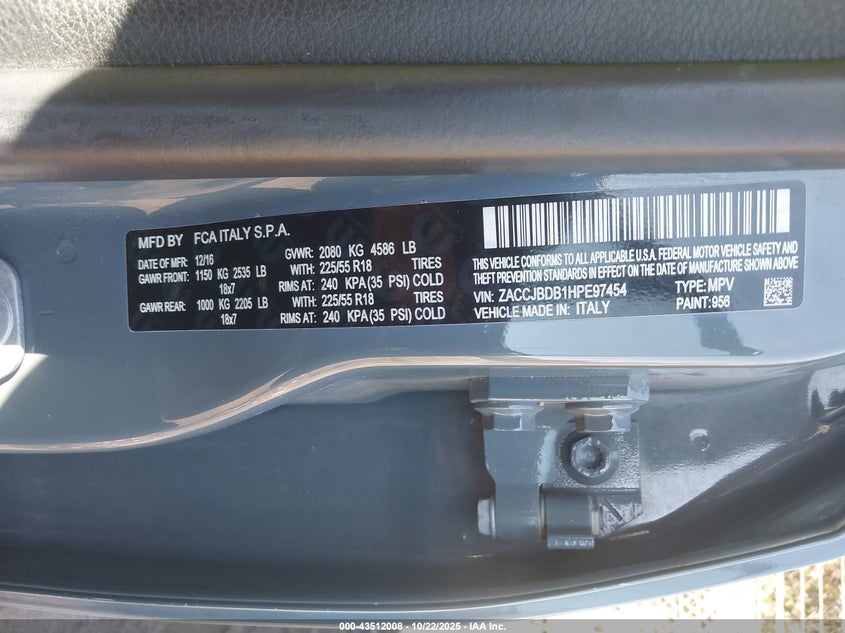 MFD BY FCA ITALY S.P.A.
DATE OF MFR: 12/16 GVWR: 2080 KG 4586 LB
GAWR FRONT: 1150 KG 2535 LB WITH: 225/55 R18 TIRES
18x7 RIMS AT: 240 KPA (35 PSI) COLD
GAWR REAR: 1000 KG 2205 LB WITH: 225/55 R18 TIRES
18x7 RIMS AT: 240 KPA (35 PSI) COLD
THIS VEHICLE CONFORMS TO ALL APPLICABLE U.S.A. FEDERAL MOTOR VEHICLE SAFETY AND
THEFT PREVENTION STANDARDS IN EFFECT ON THE DATE OF MANUFACTURE SHOWN ABOVE
VIN: ZACCJBDB1HPE97454 TYPE: MPV
VEHICLE MADE IN: ITALY PAINT: 956
000-43512008 - 10/22/2025 - IAA Inc.